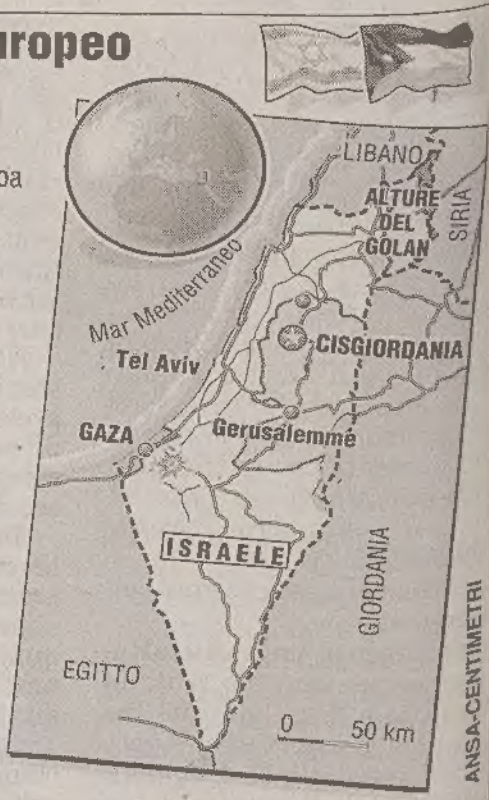 uropeo
pa
LIBANO
ALTURE
DEL
GOLAN
SIRIA
Mar Mediterraneo
CISGIORDANIA
Tel Aviv
GAZA
Gerusalemme
ISRAELE
GIORDANIA
EGITTO
0 50 km
ANSA-CENTIMETRI